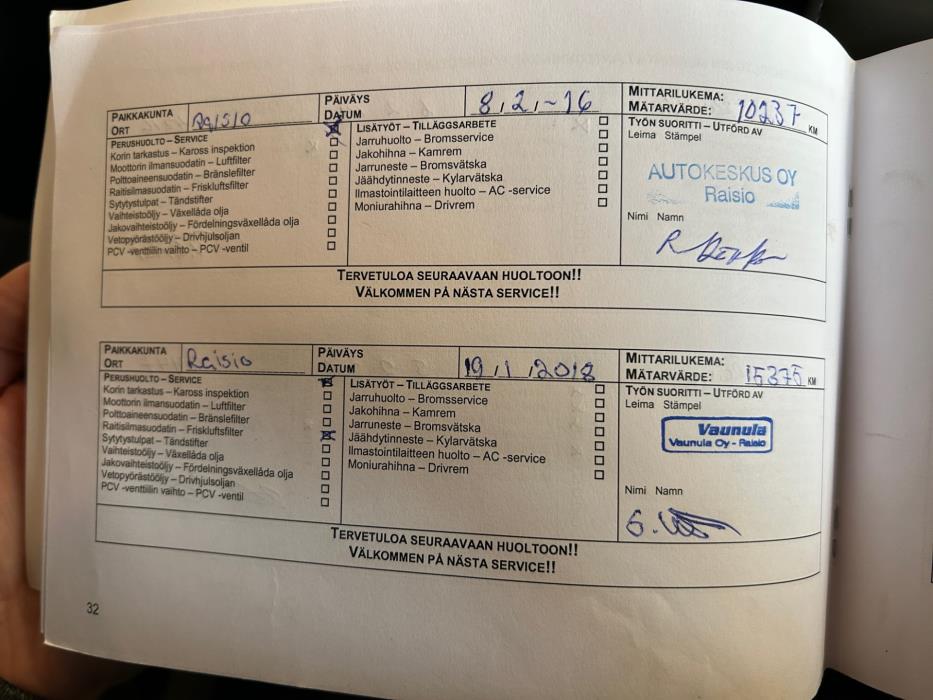 PAIKKAKUNTA
ORT
Raisio
PÄIVÄYS
DATUM
8,2,-16
MITTARILUKEMA:
MÄTARVÄRDE: 10237 KM
PERUSHUOLTO – SERVICE
Korin tarkastus – Kaross inspektion
Moottorin ilmansuodatin – Luftfilter
Polttoaineensuodatin – Bränslefilter
Raitisilmasuodatin – Friskluftsfilter
Sytytystulpat – Tändstifter
Vaihteistoöljy – Växellåda olja
Jakovaihteistoöljy – Fördelningsväxellåda olja
Vetopyörästööljy – Drivhjulsoljan
PCV -venttiilin vaihto – PCV -ventil
LISÄTYÖT – TILLÄGGSARBETE
Jarruhuolto – Bromsservice
Jakohihna – Kamrem
Jarruneste – Bromsvätska
Jäähdytinneste – Kylarvätska
Ilmastointilaitteen huolto – AC -service
Moniurahihna – Drivrem
TYÖN SUORITTI – UTFÖRD AV
Leima Stämpel
AUTOKESKUS OY
Raisio
Nimi Namn
TERVETULOA SEURAAVAAN HUOLTOON!!
VÄLKOMMEN PÅ NÄSTA SERVICE!!
PAIKKAKUNTA
ORT
Raisio
PÄIVÄYS
DATUM
19,1,2018
MITTARILUKEMA:
MÄTARVÄRDE: 15375 KM
PERUSHUOLTO – SERVICE
Korin tarkastus – Kaross inspektion
Moottorin ilmansuodatin – Luftfilter
Polttoaineensuodatin – Bränslefilter
Raitisilmasuodatin – Friskluftsfilter
Sytytystulpat – Tändstifter
Vaihteistoöljy – Växellåda olja
Jakovaihteistoöljy – Fördelningsväxellåda olja
Vetopyörästööljy – Drivhjulsoljan
PCV -venttiilin vaihto – PCV -ventil
LISÄTYÖT – TILLÄGGSARBETE
Jarruhuolto – Bromsservice
Jakohihna – Kamrem
Jarruneste – Bromsvätska
Jäähdytinneste – Kylarvätska
Ilmastointilaitteen huolto – AC -service
Moniurahihna – Drivrem
TYÖN SUORITTI – UTFÖRD AV
Leima Stämpel
Vaunula
Vaunula Oy - Raisio
Nimi Namn
TERVETULOA SEURAAVAAN HUOLTOON!!
VÄLKOMMEN PÅ NÄSTA SERVICE!!
32